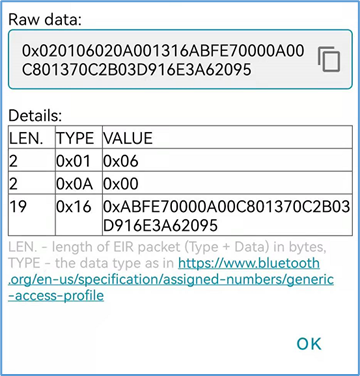 Raw data:
0x020106020A001316ABFE70000A00
C801370C2B03D916E3A62095
Details:
LEN. TYPE VALUE
2 0x01 0x06
2 0x0A 0x00
19 0x16 0xABFE70000A00C801370C2B03
D916E3A62095
LEN. - length of EIR packet (Type + Data) in bytes,
TYPE - the data type as in https://www.bluetooth
.org/en-us/specification/assigned-numbers/generic
-access-profile
OK